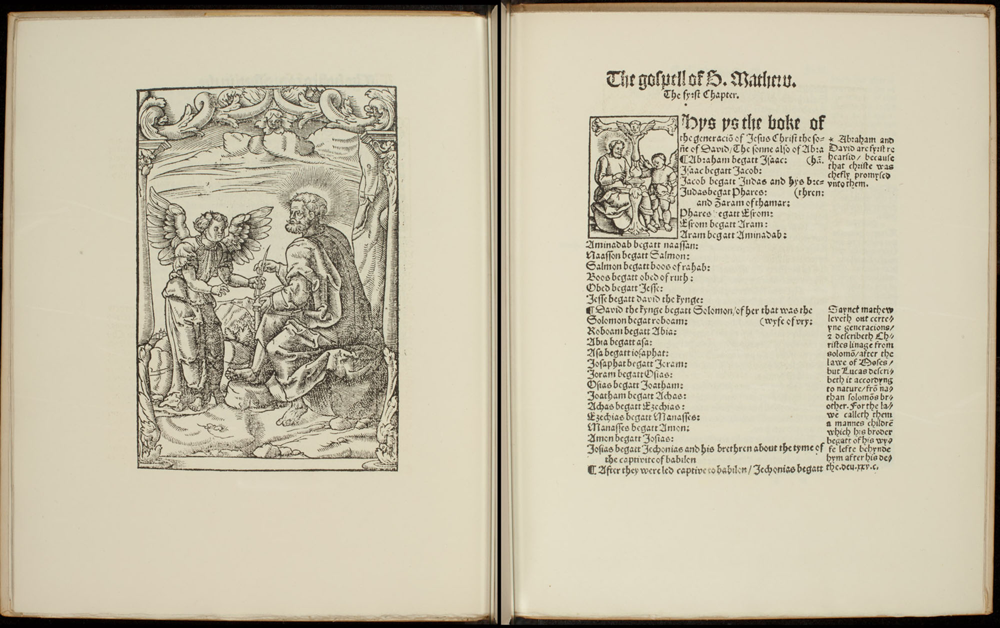 The gospell of S. Mathew.
The fyrst Chapter.
Thys ys the boke of
the generaciō of Jesus Christ the so=
n̄e of David/The sonne also of Abra
¶Abraham begatt Isaac: (hā.
Isaac begatt Jacob:
Jacob begatt Judas and hys bre=
Judas begat Phares: (thren:
and Zaram of thamar:
Phares egatt Esrom:
Esrom begatt Aram:
Aram begatt Aminadab:
Aminadab begatt naassan:
Naasson begatt Salmon:
Salmon begatt boos of rahab:
Boos begatt obed of ruth:
Obed begatt Jesse:
Jesse begatt david the kynge:
¶David the kynge begatt Solomon/of her that was the
Solomon begat roboam: (wyfe of vry:
Roboam begatt Abia:
Abia begatt asa:
Asa begatt iosaphat:
Josaphat begatt Joram:
Joram begatt Osias:
Osias begatt Joatham:
Joatham begatt Achas:
Achas begatt Ezechias:
Ezechias begatt Manasses:
Manasses begatt Amon:
Amon begatt Josias:
Josias begatt Jechonias and his brethren about the tyme of
the captivite of babilon
¶ After they were led captive to babilon/ Jechonias begatt
* Abraham and
David are fyrst re
hearsid/ because
that christe was
chefly promysed
vnto them.
Saynct mathew
leveth out certe⸗
yne generacions/
⁊ describeth Ch⸗
ristes linage from
solomō/after the
lawe of Moses/
but Lucas descri⸗
beth it accordyng
to nature/frō na⸗
than solomōs br⸗
other. For the la⸗
we calleth them
a mannes childrē
which his broder
begatt of his wy⸗
fe lefte behynde
hym after his de⸗
the.deu.xxv.c.